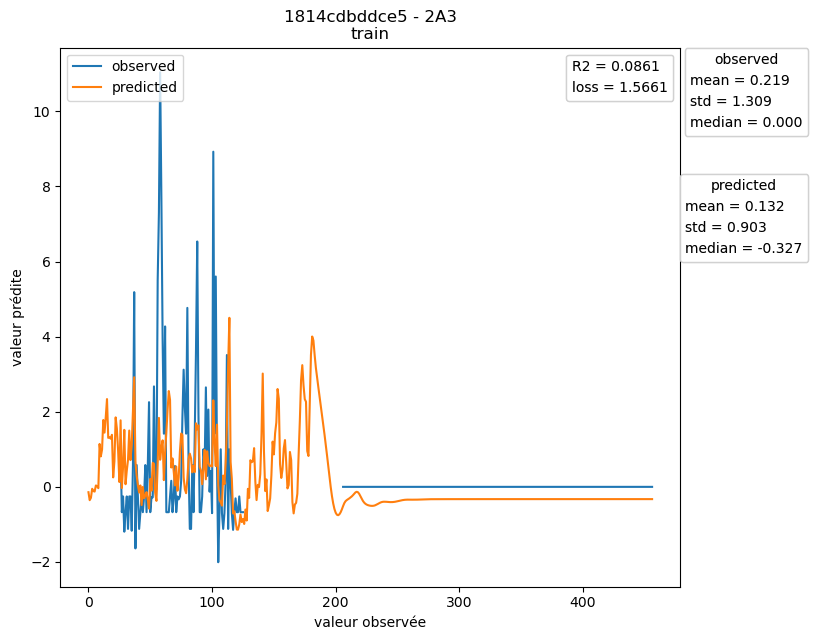 1814cdbddce5 - 2A3
train
observed
predicted
R2 = 0.0861
loss = 1.5661
observed
mean = 0.219
std = 1.309
median = 0.000
predicted
mean = 0.132
std = 0.903
median = -0.327
valeur prédite
10
8
6
4
2
0
−2
0
100
200
300
400
valeur observée